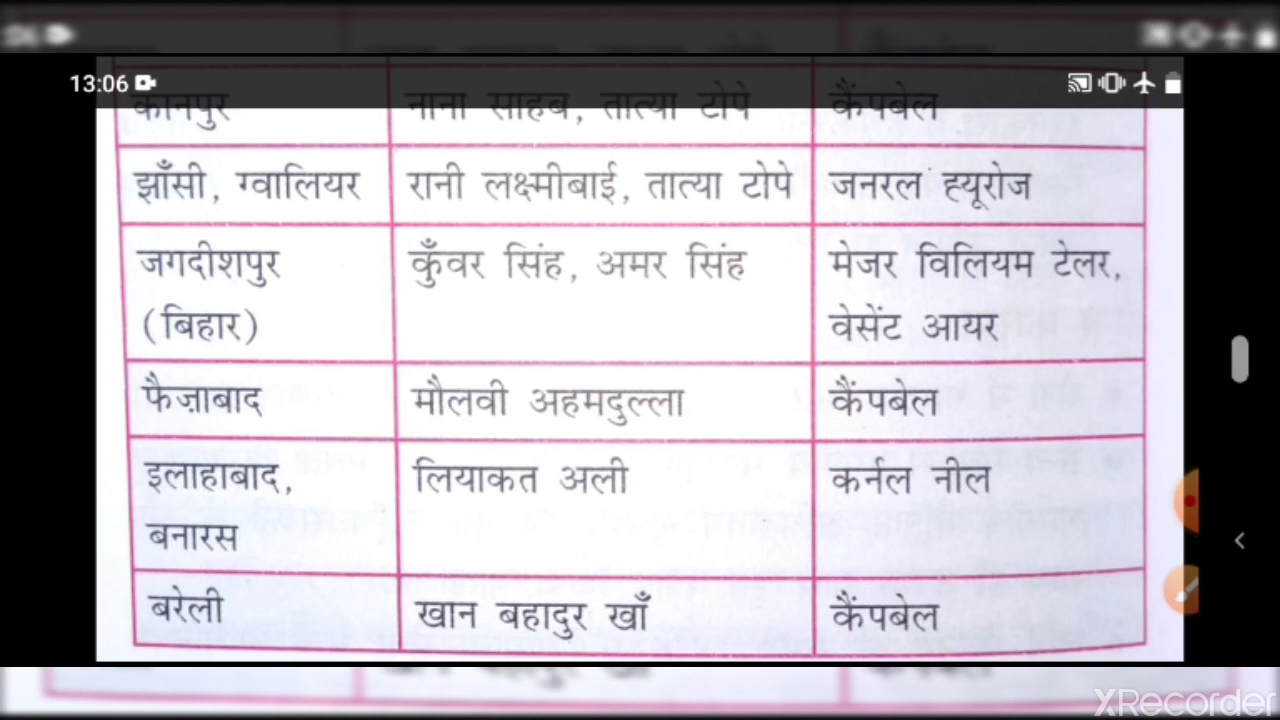 13:06
कानपुर नाना साहब, तात्या टोपे कैंपबेल
झाँसी, ग्वालियर रानी लक्ष्मीबाई, तात्या टोपे जनरल ह्यूरोज
जगदीशपुर कुँवर सिंह, अमर सिंह मेजर विलियम टेलर,
(बिहार) वेसेंट आयर
फैज़ाबाद मौलवी अहमदुल्ला कैंपबेल
इलाहाबाद, लियाकत अली कर्नल नील
बनारस
बरेली खान बहादुर खाँ कैंपबेल
XRecorder